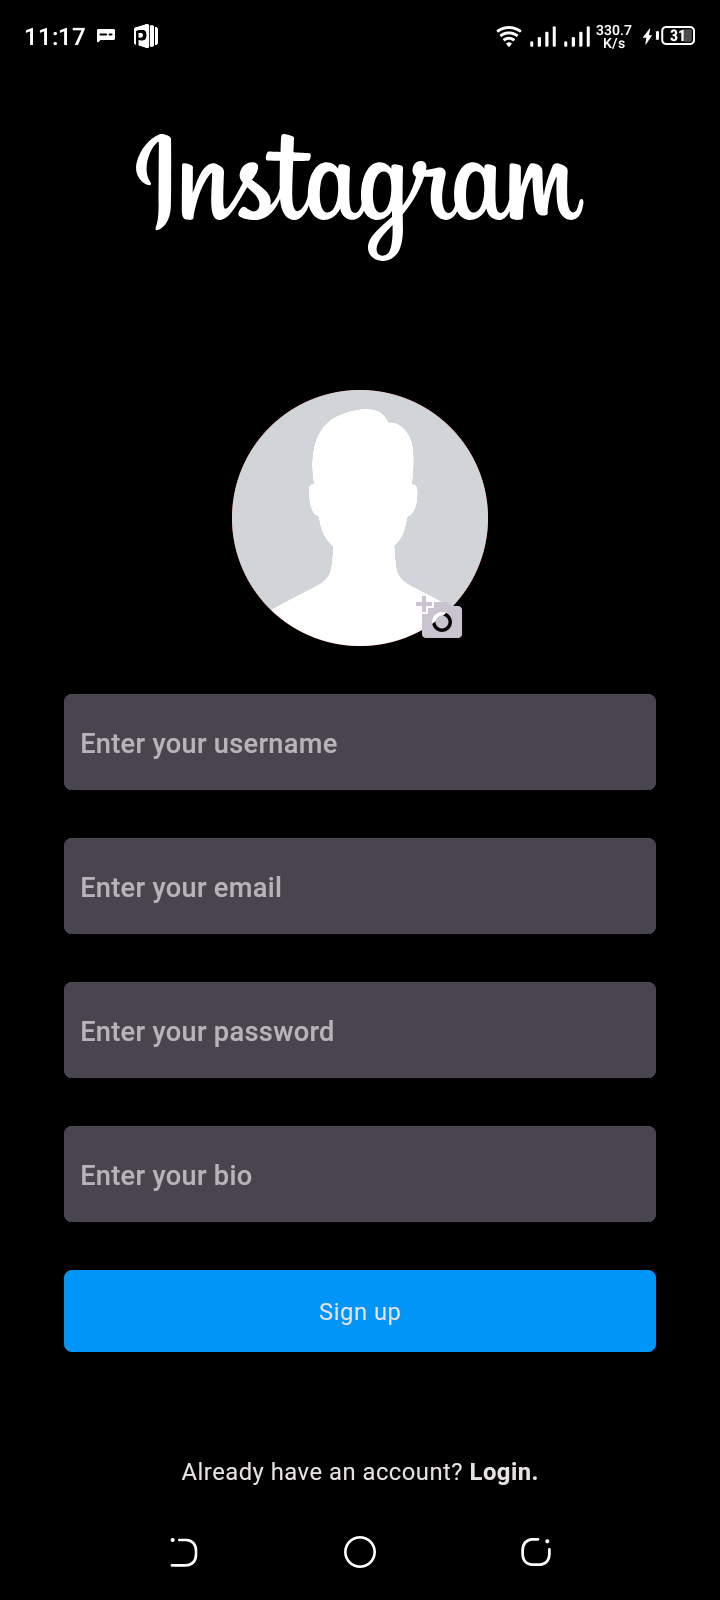 11:17
330.7
K/s
31
Instagram
Enter your username
Enter your email
Enter your password
Enter your bio
Sign up
Already have an account? Login.